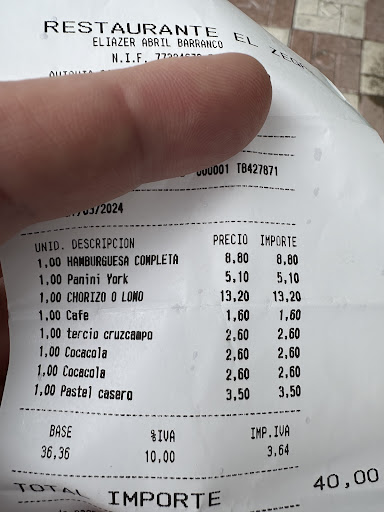 RESTAURANTE EL
ELIAZER ABRIL BARRANCO
N.I.F.
000001 TB427871
/03/2024
UNID. DESCRIPCION PRECIO IMPORTE
1,00 HAMBURGUESA COMPLETA 8,80 8,80
1,00 Panini York 5,10 5,10
1,00 CHORIZO O LOMO 13,20 13,20
1,00 Cafe 1,60 1,60
1,00 tercio cruzcampo 2,60 2,60
1,00 Cocacola 2,60 2,60
1,00 Cocacola 2,60 2,60
1,00 Pastel casero 3,50 3,50
BASE %IVA IMP.IVA
36,36 10,00 3,64
TOTAL IMPORTE 40,00